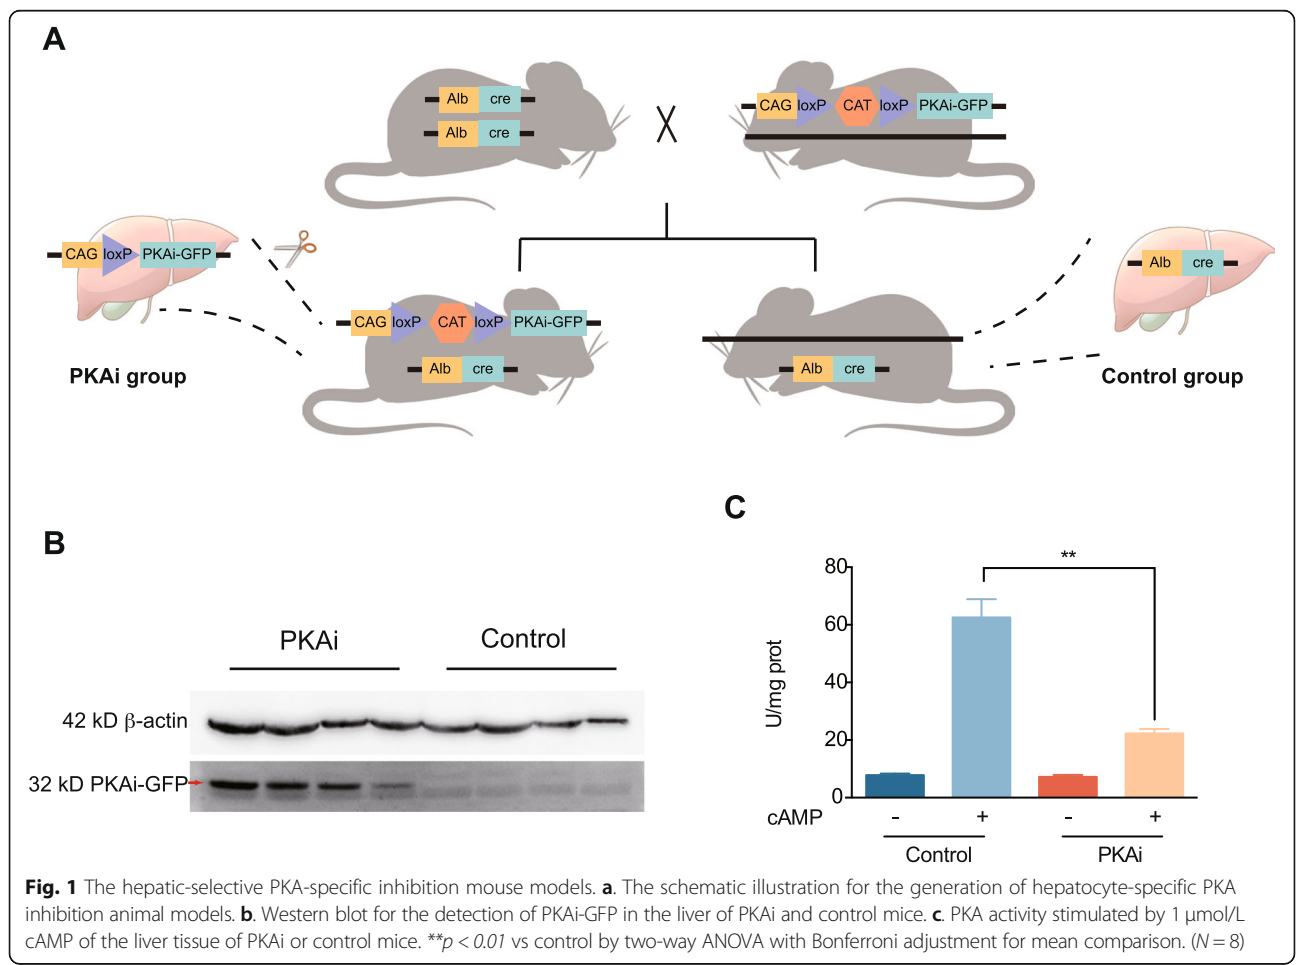 A
Alb cre
Alb cre
CAG loxP CAT loxP PKAi-GFP
CAG loxP PKAi-GFP
Alb cre
CAG loxP CAT loxP PKAi-GFP
Alb cre
Alb cre
PKAi group
Control group
B
PKAi Control
42 kD β-actin
32 kD PKAi-GFP
C
**
80
60
40
20
0
U/mg prot
cAMP - + - +
Control PKAi
Fig. 1 The hepatic-selective PKA-specific inhibition mouse models. a. The schematic illustration for the generation of hepatocyte-specific PKA
inhibition animal models. b. Western blot for the detection of PKAi-GFP in the liver of PKAi and control mice. c. PKA activity stimulated by 1 μmol/L
cAMP of the liver tissue of PKAi or control mice. **p < 0.01 vs control by two-way ANOVA with Bonferroni adjustment for mean comparison. (N = 8)